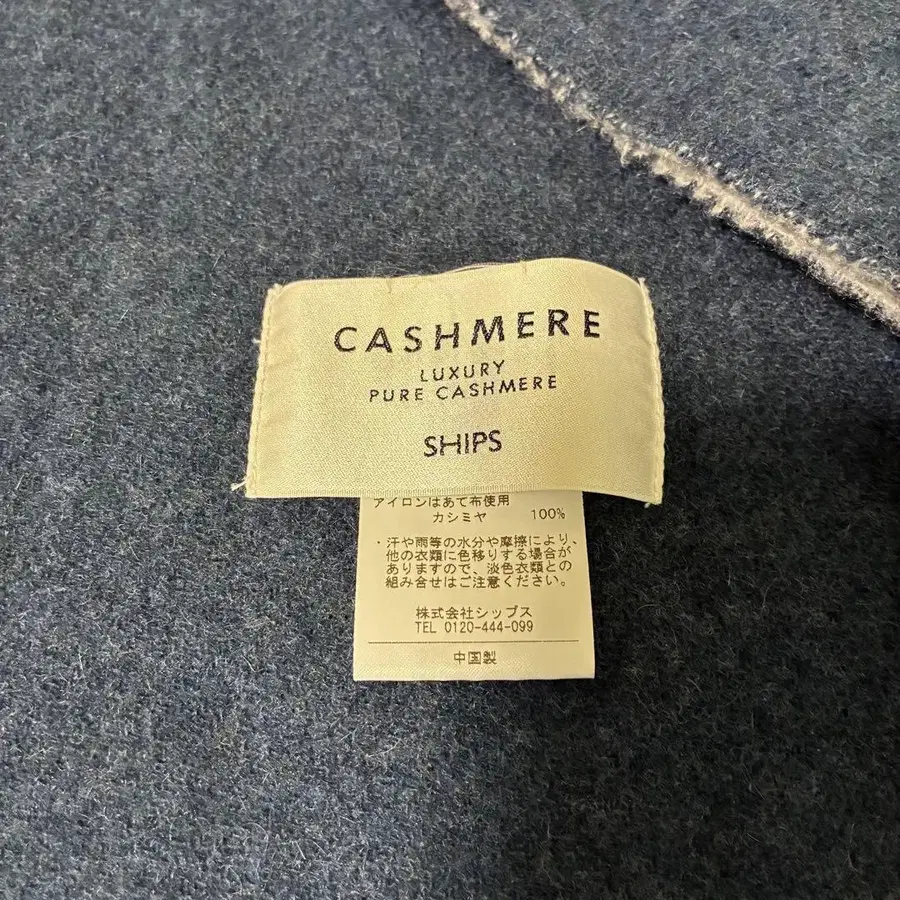 CASHMERE
LUXURY
PURE CASHMERE
SHIPS
アイロンはあて布使用
カシミヤ 100%
・汗や雨等の水分や摩擦により、
他の衣類に色移りする場合が
ありますので、淡色衣類との
組み合せはご注意ください。
株式会社シップス
TEL 0120-444-099
中国製